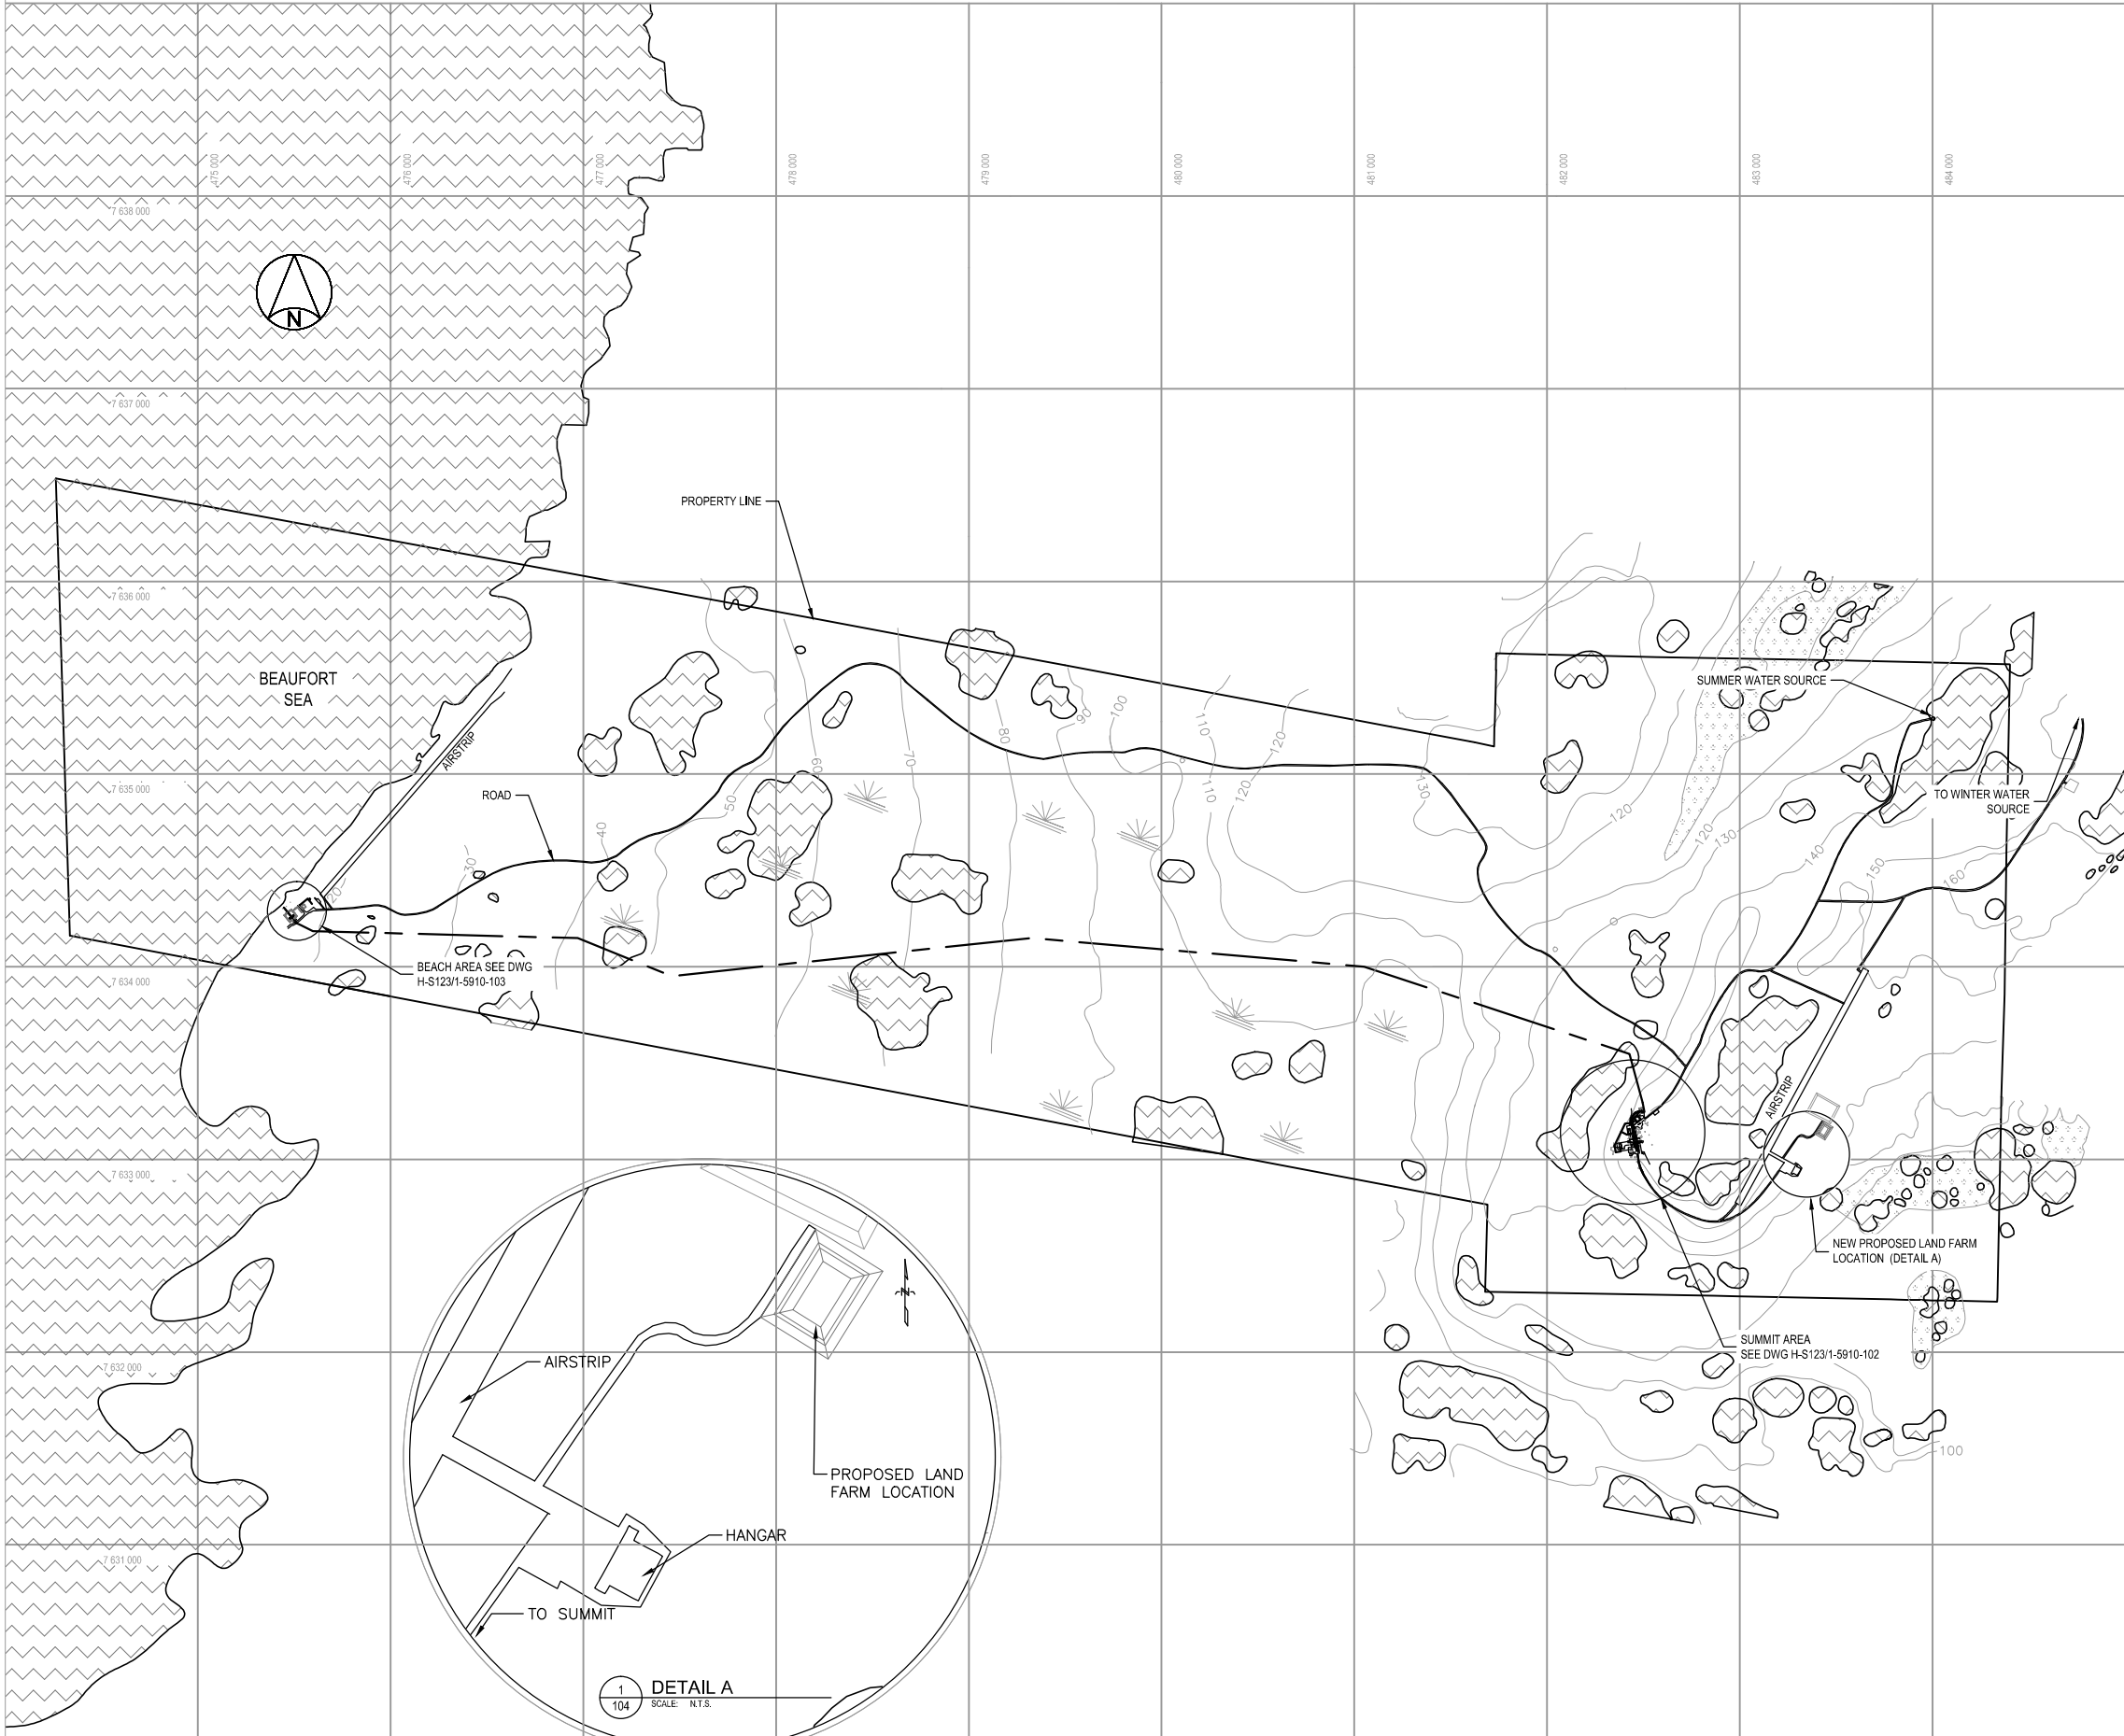 475 000
476 000
477 000
478 000
479 000
480 000
481 000
482 000
483 000
484 000
7 638 000
N
7 637 000
PROPERTY LINE
7 636 000
BEAUFORT
SEA
SUMMER WATER SOURCE
AIRSTRIP
7 635 000
ROAD
TO WINTER WATER
SOURCE
20
30
40
50
60
70
80
90
100
110
120
110
120
130
120
120
130
140
150
160
BEACH AREA SEE DWG
H-S123/1-5910-103
7 634 000
AIRSTRIP
7 633 000
NEW PROPOSED LAND FARM
LOCATION (DETAIL A)
SUMMIT AREA
SEE DWG H-S123/1-5910-102
7 632 000
100
N
AIRSTRIP
PROPOSED LAND
FARM LOCATION
HANGAR
7 631 000
TO SUMMIT
1
104
DETAIL A
SCALE: N.T.S.